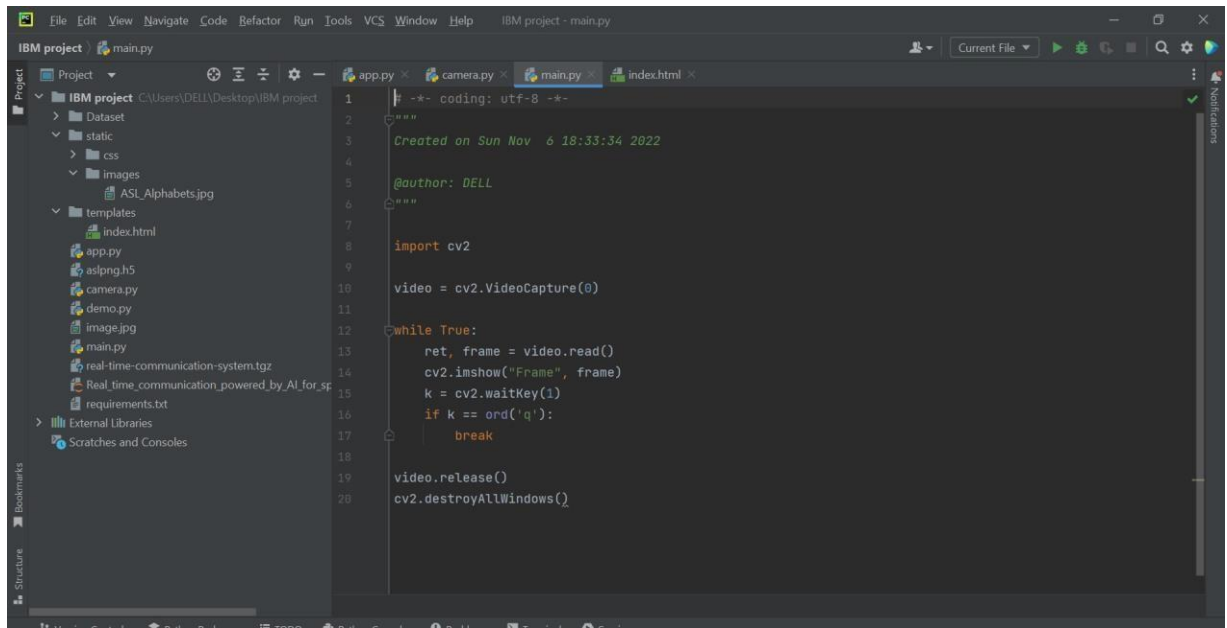 File Edit View Navigate Code Refactor Run Tools VCS Window Help IBM project - main.py
IBM project main.py Current File
Project app.py camera.py main.py index.html
IBM project C:\Users\DELL\Desktop\IBM project
Dataset
static
css
images
ASL_Alphabets.jpg
templates
index.html
app.py
aslpng.h5
camera.py
demo.py
image.jpg
main.py
real-time-communication-system.tgz
Real_time_communication_powered_by_AI_for_sp
requirements.txt
External Libraries
Scratches and Consoles
1 # -*- coding: utf-8 -*-
2 """
3 Created on Sun Nov  6 18:33:34 2022
4
5 @author: DELL
6 """
7
8 import cv2
9
10 video = cv2.VideoCapture(0)
11
12 while True:
13     ret, frame = video.read()
14     cv2.imshow("Frame", frame)
15     k = cv2.waitKey(1)
16     if k == ord('q'):
17         break
18
19 video.release()
20 cv2.destroyAllWindows()
Project
Bookmarks
Structure
Notifications